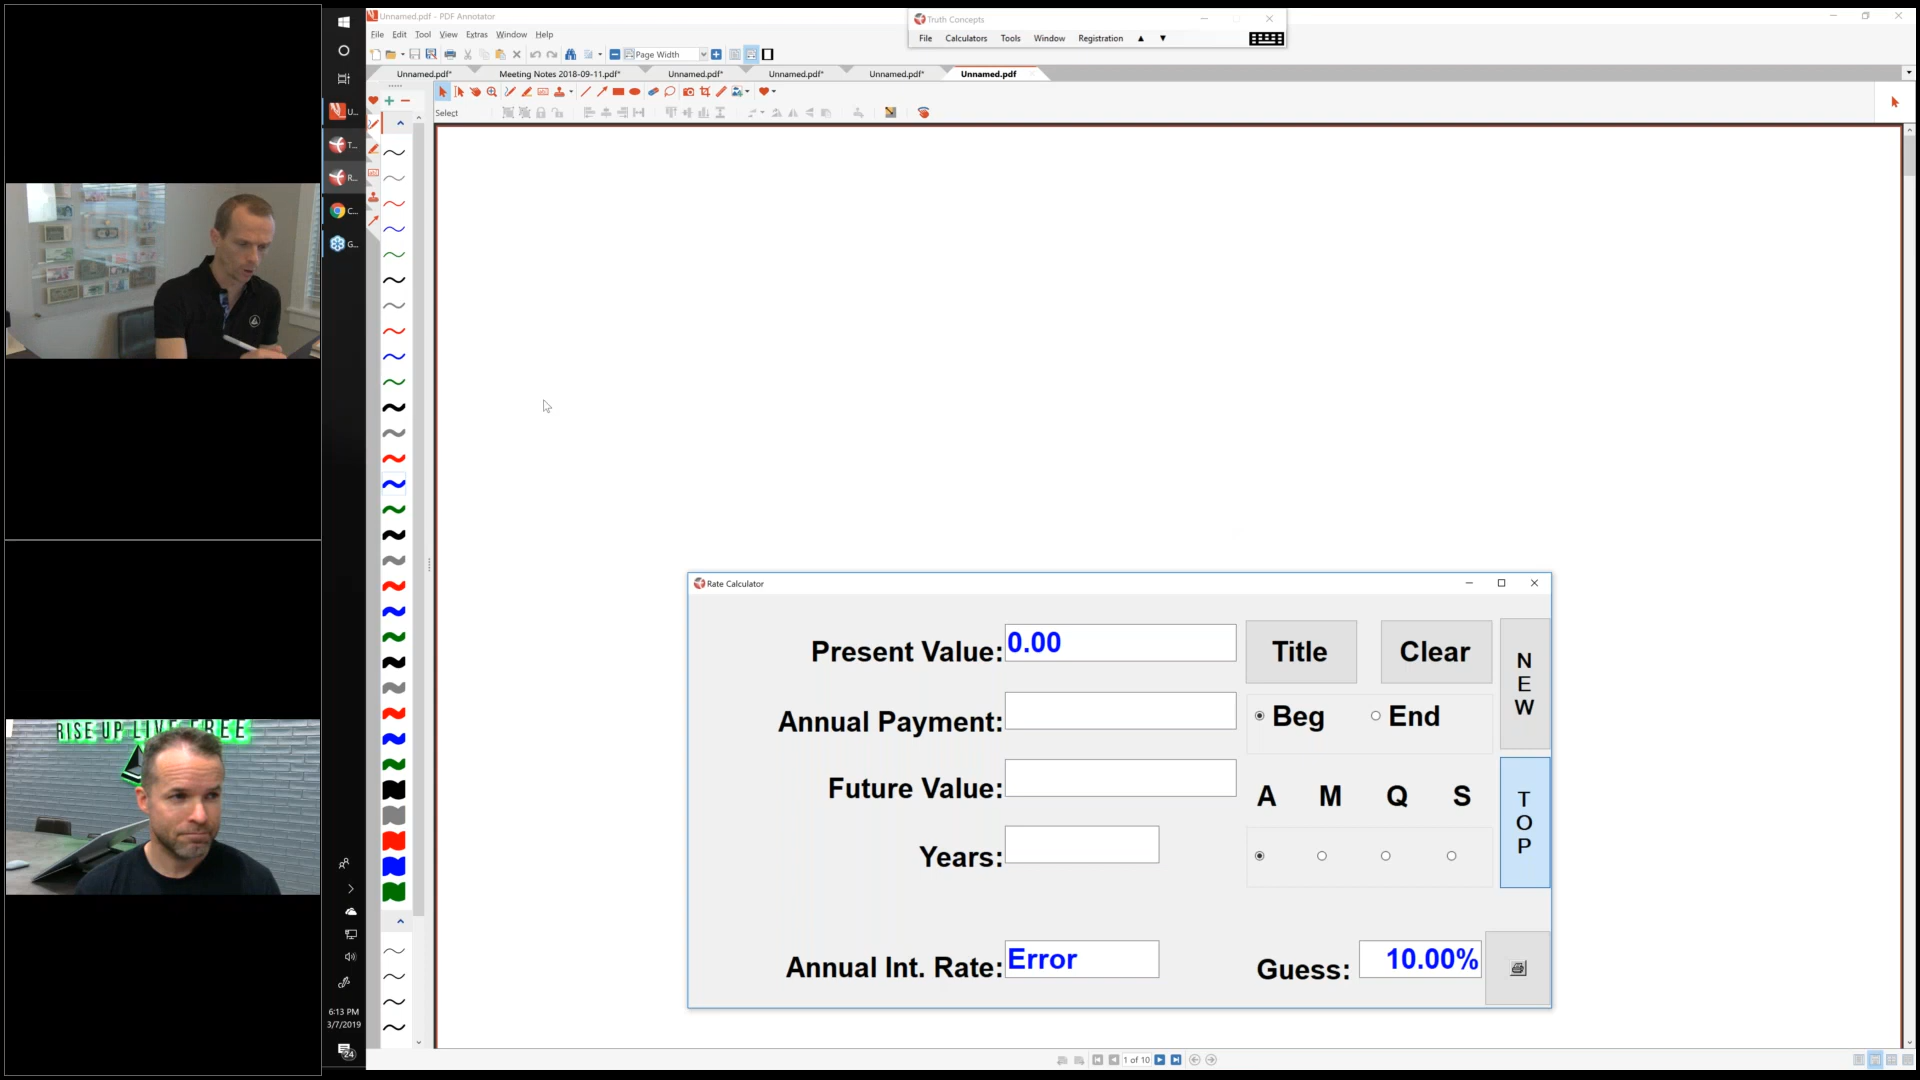 Unnamed.pdf - PDF Annotator
Truth Concepts
File Edit Tool View Extras Window Help
File Calculators Tools Window Registration
Page Width
Unnamed.pdf* Meeting Notes 2018-09-11.pdf* Unnamed.pdf* Unnamed.pdf* Unnamed.pdf* Unnamed.pdf
Select
U...
T...
R...
C...
G...
Rate Calculator
Present Value: 0.00 Title Clear
NEW
Annual Payment: Beg End
Future Value: A M Q S
TOP
Years:
Annual Int. Rate: Error Guess: 10.00%
RISE UP LIVE FREE
6:13 PM
3/7/2019
24
1 of 10